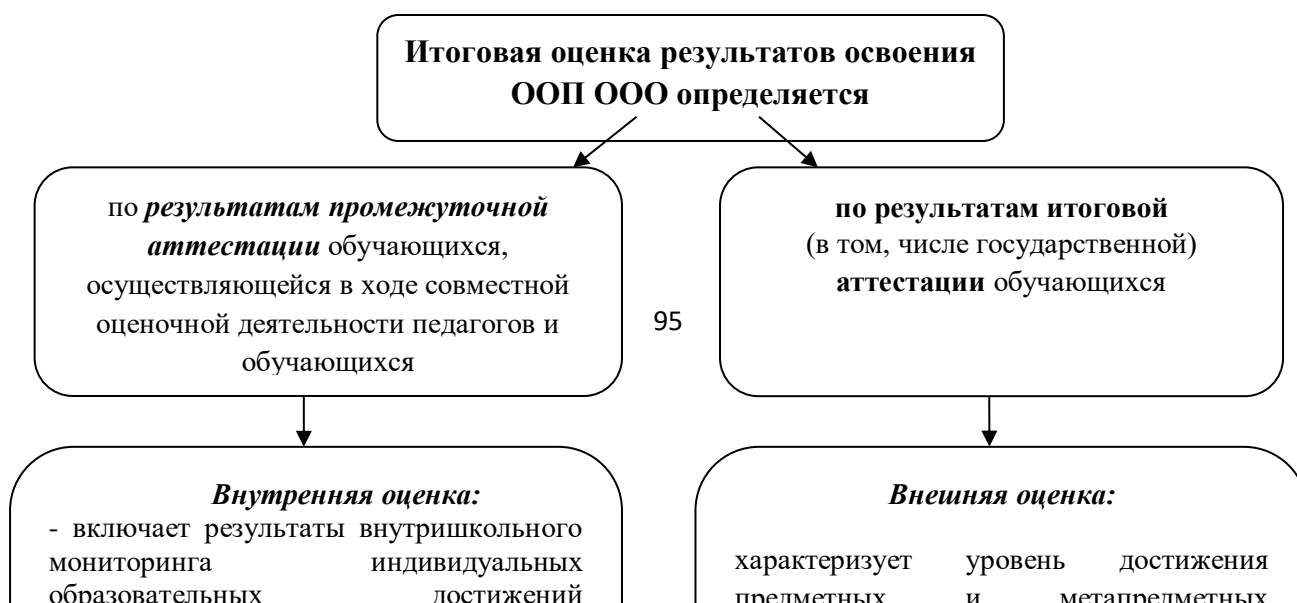 Итоговая оценка результатов освоения
ООП ООО определяется
по результатам промежуточной
аттестации обучающихся,
осуществляющейся в ходе совместной
оценочной деятельности педагогов и
обучающихся
по результатам итоговой
(в том, числе государственной)
аттестации обучающихся
95
Внутренняя оценка:
- включает результаты внутришкольного
мониторинга индивидуальных
образовательных достижений
Внешняя оценка:
характеризует уровень достижения
предметных и метапредметных